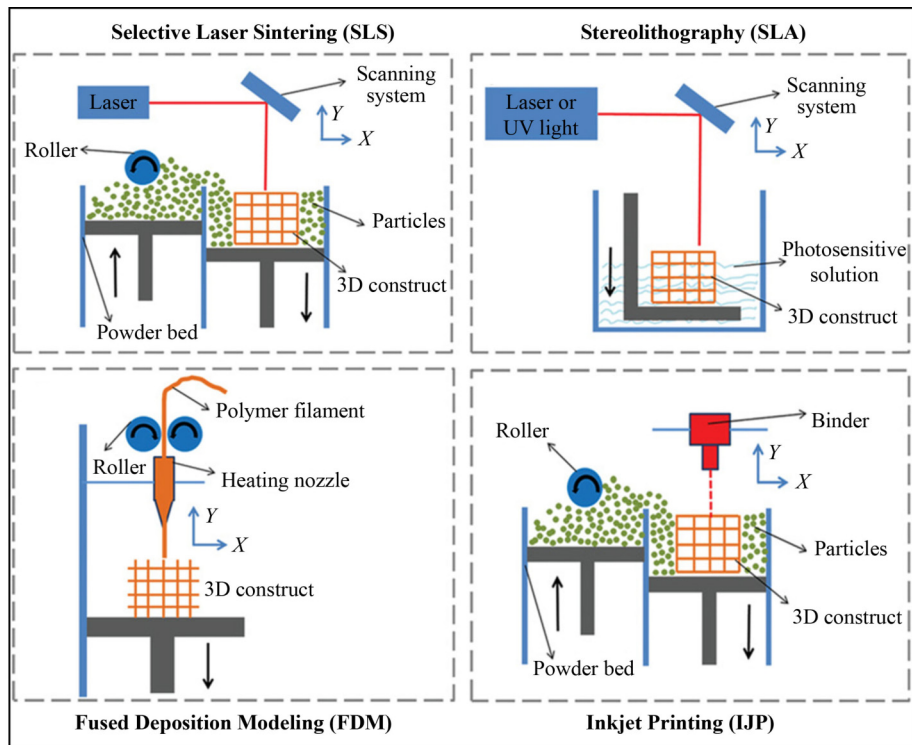 Selective Laser Sintering (SLS)
Laser
Scanning
system
Y
X
Roller
Particles
3D construct
Powder bed
Stereolithography (SLA)
Laser or
UV light
Scanning
system
Y
X
Photosensitive
solution
3D construct
Polymer filament
Roller
Heating nozzle
Y
X
3D construct
Fused Deposition Modeling (FDM)
Binder
Roller
Y
X
Particles
3D construct
Powder bed
Inkjet Printing (IJP)